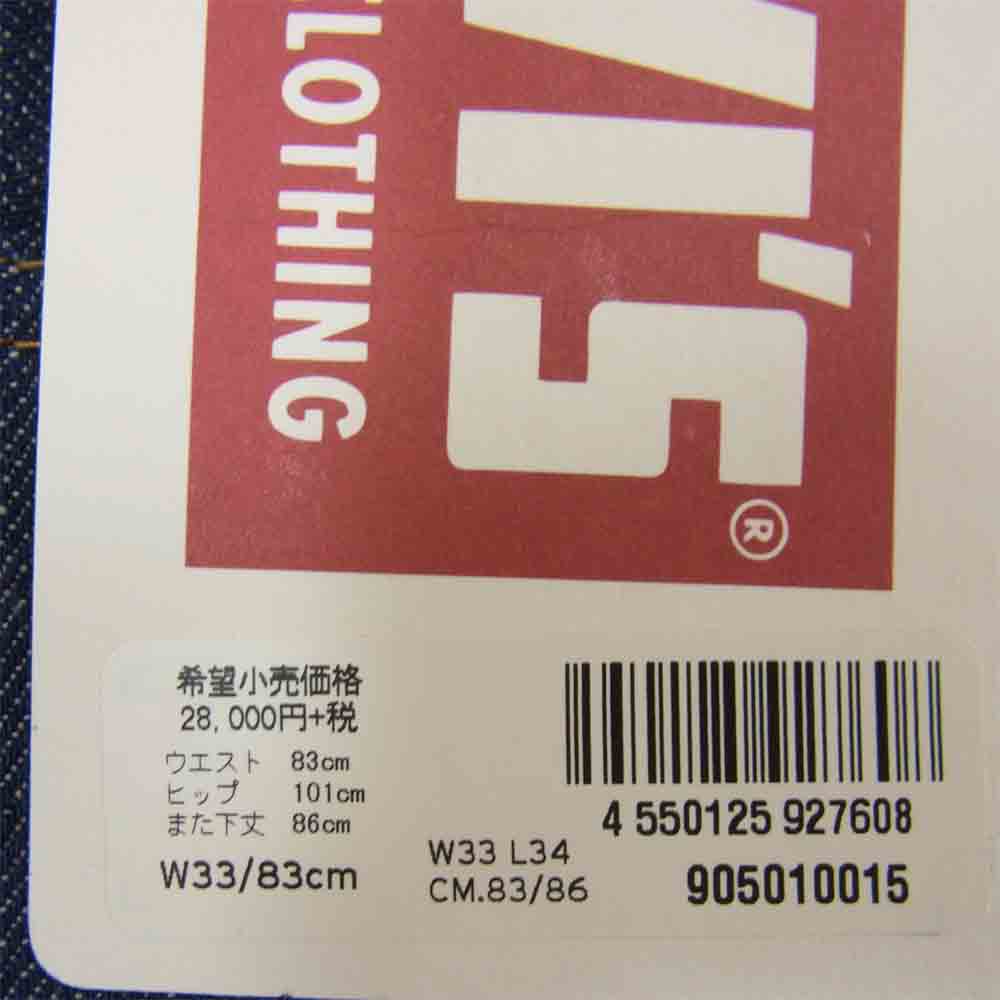 VI'S®
LOTHING
希望小売価格
28,000円+税
ウエスト 83cm
ヒップ 101cm
また下丈 86cm
W33/83cm
W33 L34
CM.83/86
4 550125 927608
905010015